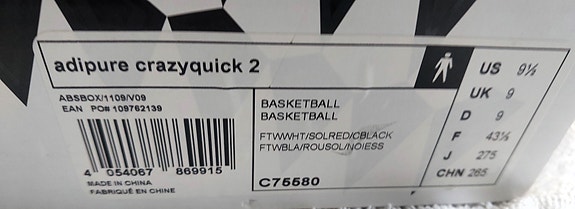 adipure crazyquick 2
ABSBOX/1109/V09
EAN PO# 109762139
4 054067 869915
MADE IN CHINA
FABRIQUÉ EN CHINE
BASKETBALL
BASKETBALL
FTWWHT/SOLRED/CBLACK
FTWBLA/ROUSOL/NOIESS
C75580
US 9½
UK 9
D 9
F 43⅓
J 275
CHN 265